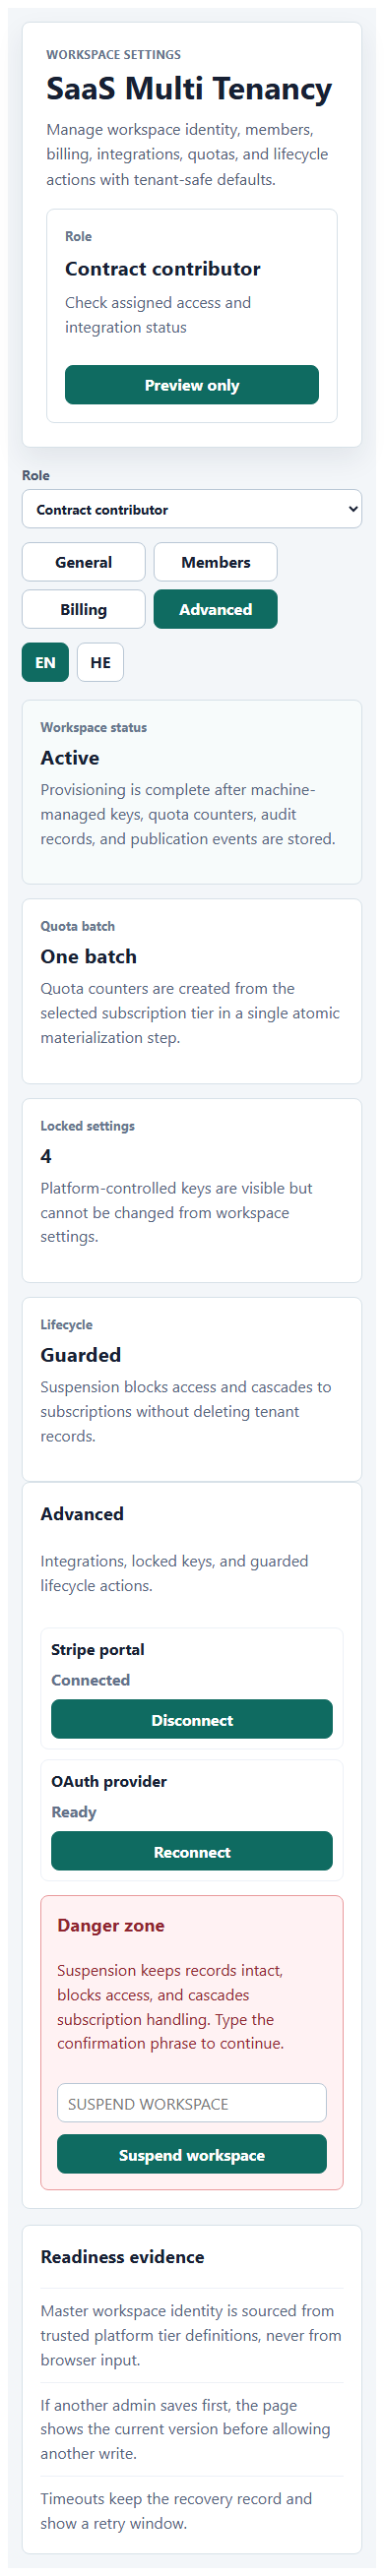 WORKSPACE SETTINGS
SaaS Multi Tenancy
Manage workspace identity, members,
billing, integrations, quotas, and lifecycle
actions with tenant-safe defaults.
Role
Contract contributor
Check assigned access and
integration status
Preview only
Role
Contract contributor
General
Members
Billing
Advanced
EN
HE
Workspace status
Active
Provisioning is complete after machine-
managed keys, quota counters, audit
records, and publication events are stored.
Quota batch
One batch
Quota counters are created from the
selected subscription tier in a single atomic
materialization step.
Locked settings
4
Platform-controlled keys are visible but
cannot be changed from workspace
settings.
Lifecycle
Guarded
Suspension blocks access and cascades to
subscriptions without deleting tenant
records.
Advanced
Integrations, locked keys, and guarded
lifecycle actions.
Stripe portal
Connected
Disconnect
OAuth provider
Ready
Reconnect
Danger zone
Suspension keeps records intact,
blocks access, and cascades
subscription handling. Type the
confirmation phrase to continue.
SUSPEND WORKSPACE
Suspend workspace
Readiness evidence
Master workspace identity is sourced from
trusted platform tier definitions, never from
browser input.
If another admin saves first, the page
shows the current version before allowing
another write.
Timeouts keep the recovery record and
show a retry window.